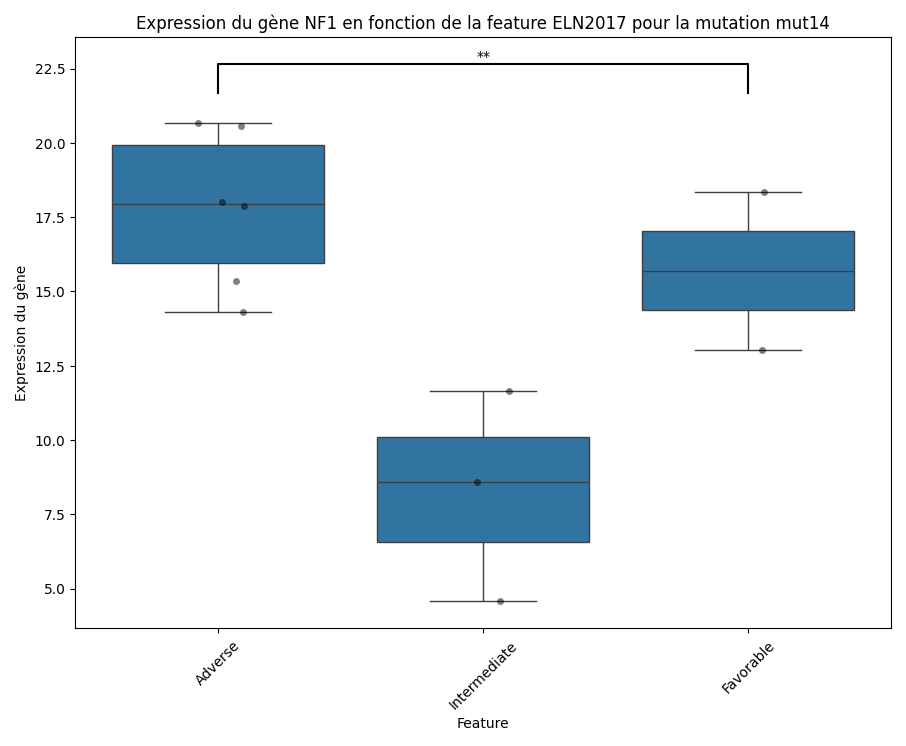 Expression du gène NF1 en fonction de la feature ELN2017 pour la mutation mut14
**
22.5
20.0
17.5
15.0
12.5
10.0
7.5
5.0
Expression du gène
Adverse
Intermediate
Favorable
Feature